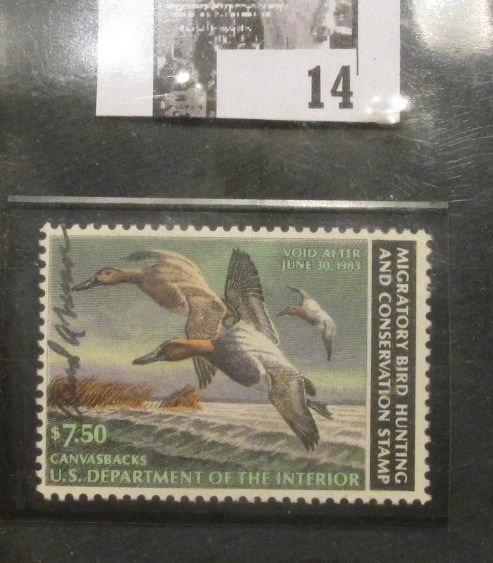 14
VOID AFTER
JUNE 30, 1983
MIGRATORY BIRD HUNTING
AND CONSERVATION STAMP
$7.50
CANVASBACKS
U.S. DEPARTMENT OF THE INTERIOR